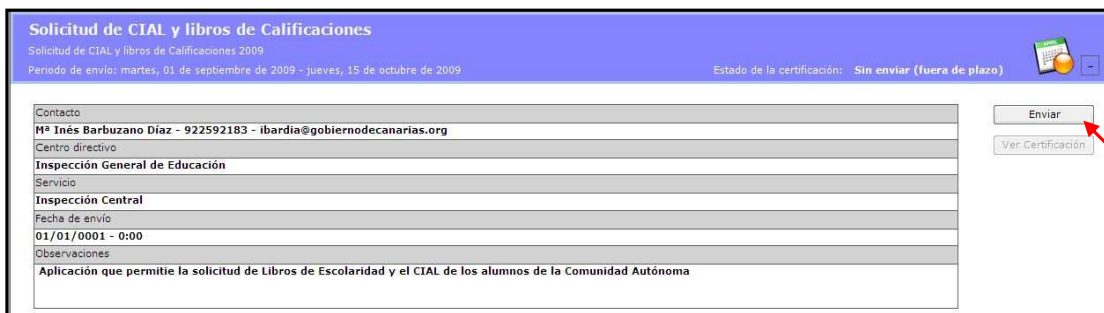 Solicitud de CIAL y libros de Calificaciones
Solicitud de CIAL y libros de Calificaciones 2009
Periodo de envío: martes, 01 de septiembre de 2009 - jueves, 15 de octubre de 2009
Estado de la certificación: Sin enviar (fuera de plazo)
-
Contacto
Mª Inés Barbuzano Díaz - 922592183 - ibardia@gobiernodecanarias.org
Centro directivo
Inspección General de Educación
Servicio
Inspección Central
Fecha de envío
01/01/0001 - 0:00
Observaciones
Aplicación que permitie la solicitud de Libros de Escolaridad y el CIAL de los alumnos de la Comunidad Autónoma
Enviar
Ver Certificación